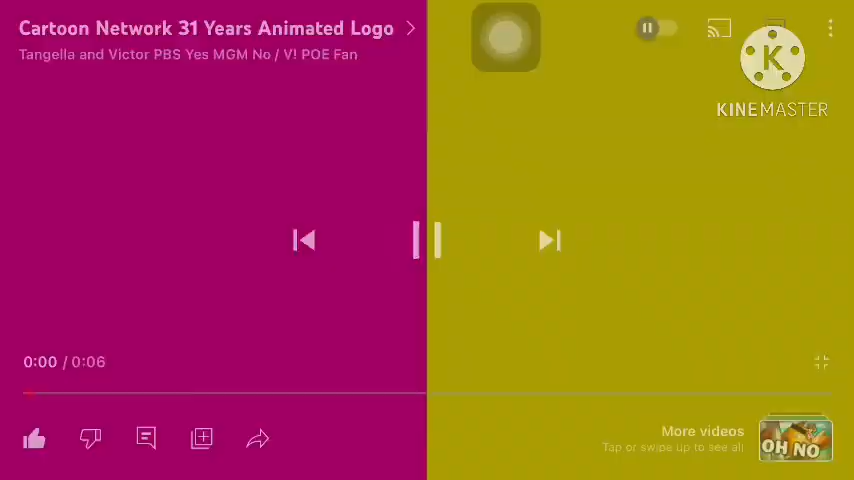 Cartoon Network 31 Years Animated Logo
Tangella and Victor PBS Yes MGM No / V! POE Fan
K
KINEMASTER
0:00 / 0:06
More videos
Tap or swipe up to see all
OH NO